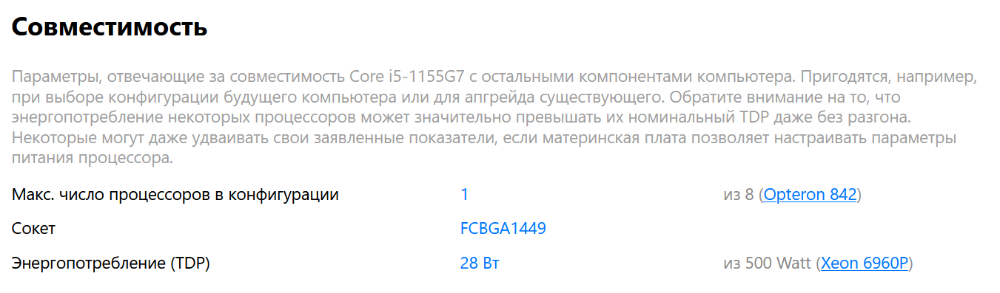 Совместимость
Параметры, отвечающие за совместимость Core i5-1155G7 с остальными компонентами компьютера. Пригодятся, например,
при выборе конфигурации будущего компьютера или для апгрейда существующего. Обратите внимание на то, что
энергопотребление некоторых процессоров может значительно превышать их номинальный TDP даже без разгона.
Некоторые могут даже удваивать свои заявленные показатели, если материнская плата позволяет настраивать параметры
питания процессора.
Макс. число процессоров в конфигурации 1 из 8 (Opteron 842)
Сокет FCBGA1449
Энергопотребление (TDP) 28 Вт из 500 Watt (Xeon 6960P)